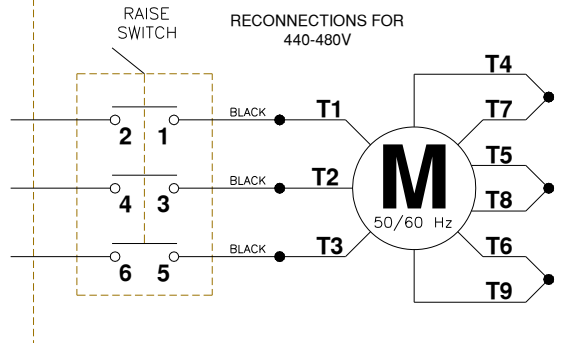 RAISE
SWITCH
RECONNECTIONS FOR
440-480V
2 1 BLACK T1
4 3 BLACK T2
6 5 BLACK T3
M
50/60 Hz
T4
T7
T5
T8
T6
T9